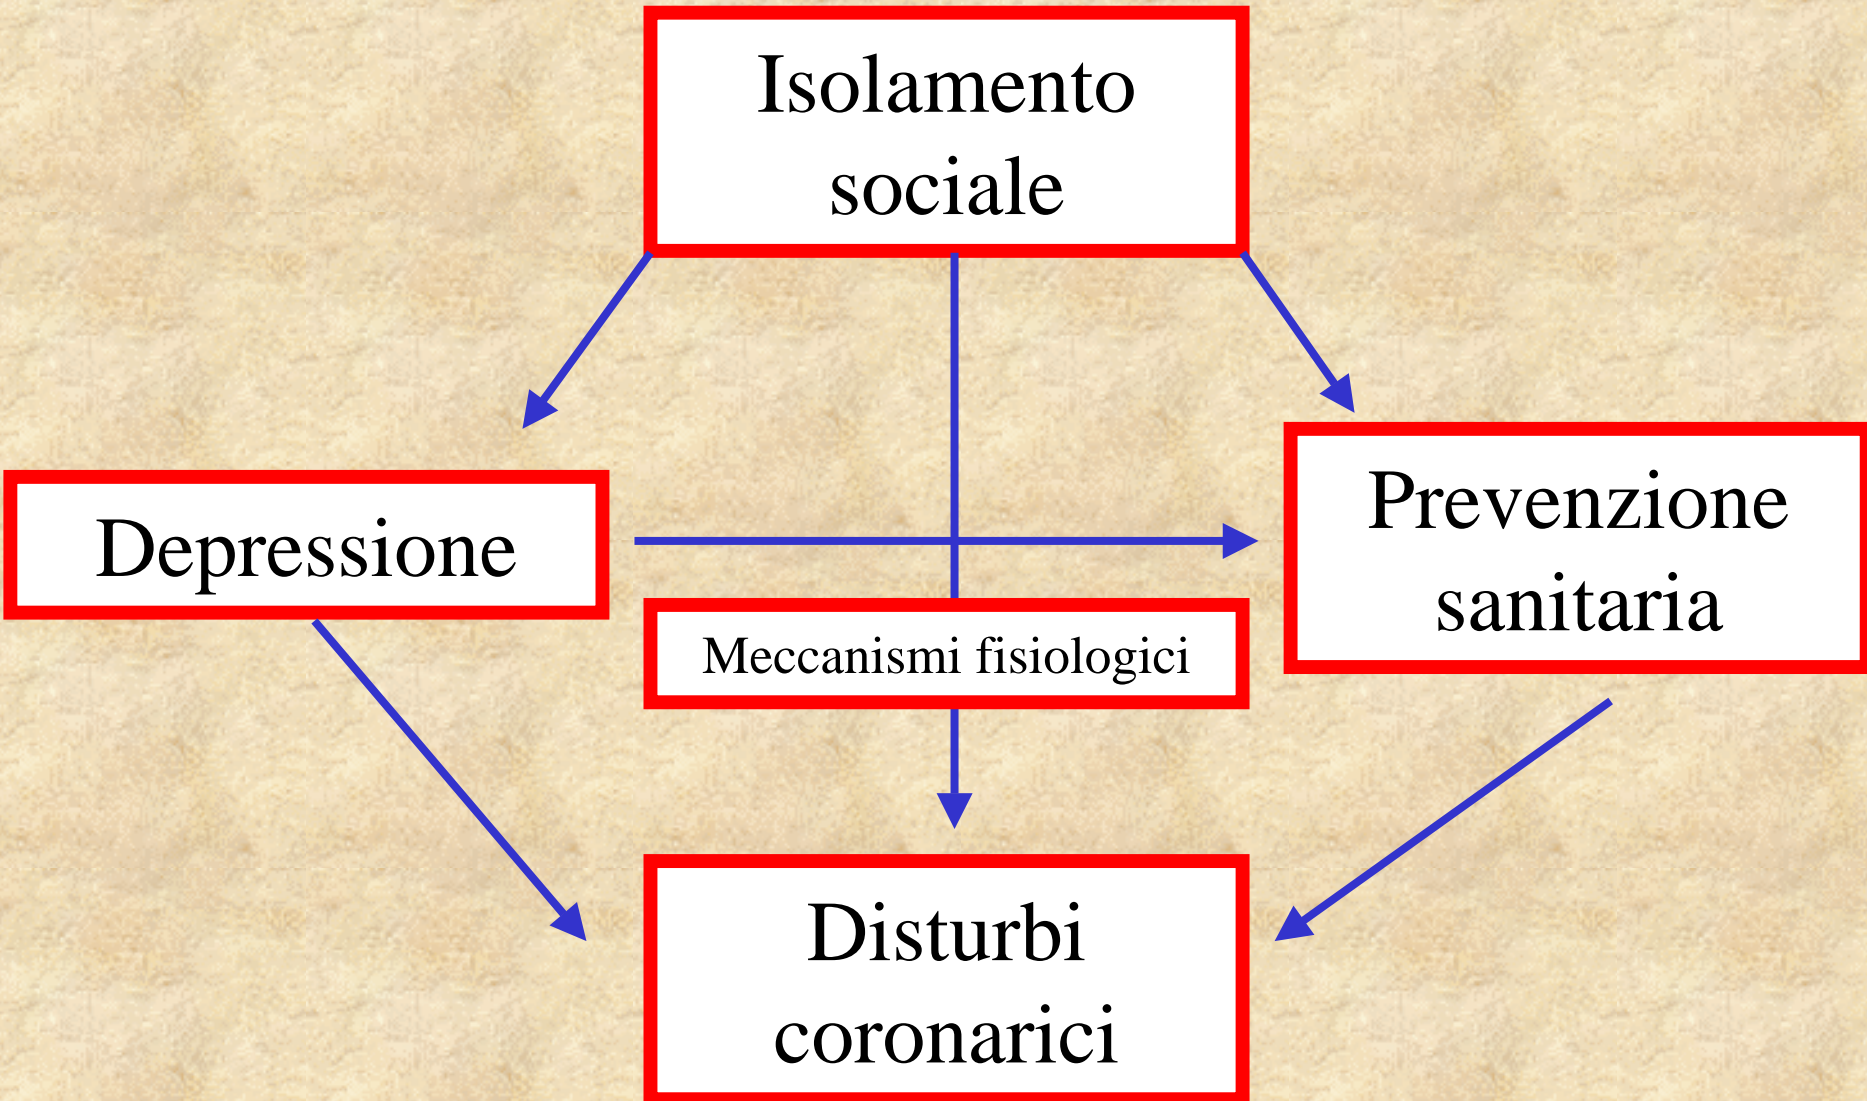 Isolamento
sociale
Depressione
Prevenzione
sanitaria
Meccanismi fisiologici
Disturbi
coronarici